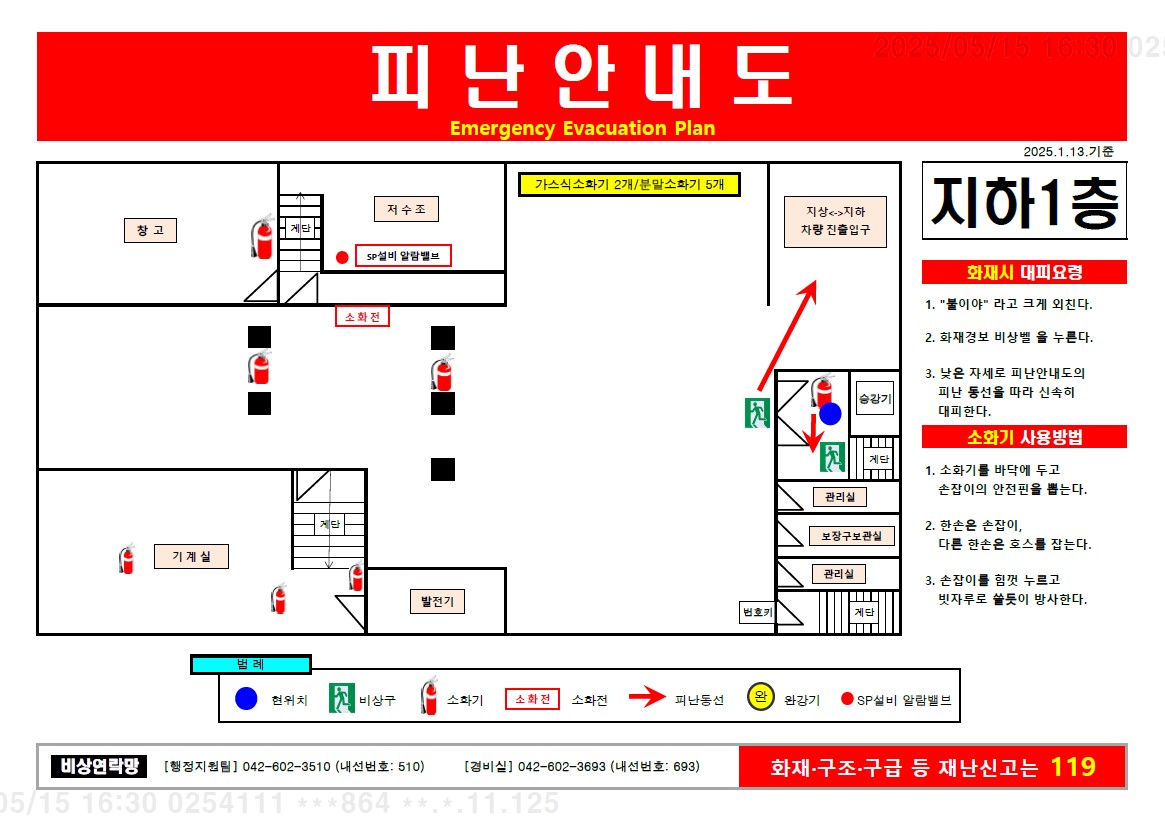 2025/05/15 16:30 025
피난안내도
Emergency Evacuation Plan
2025.1.13.기준
지하1층
가스식소화기 2개/분말소화기 5개
창 고
계단
저 수 조
SP설비 알람밸브
지상<->지하
차량 진출입구
소화전
승강기
계단
관리실
보장구보관실
관리실
번호키
계단
계단
기 계 실
발전기
화재시 대피요령
1. "불이야" 라고 크게 외친다.
2. 화재경보 비상벨 을 누른다.
3. 낮은 자세로 피난안내도의
피난 동선을 따라 신속히
대피한다.
소화기 사용방법
1. 소화기를 바닥에 두고
손잡이의 안전핀을 뽑는다.
2. 한손은 손잡이,
다른 한손은 호스를 잡는다.
3. 손잡이를 힘껏 누르고
빗자루로 쓸듯이 방사한다.
범 례
현위치
비상구
소화기
소화전 소화전
피난동선
완 완강기
SP설비 알람밸브
비상연락망 [행정지원팀] 042-602-3510 (내선번호: 510) [경비실] 042-602-3693 (내선번호: 693)
화재·구조·구급 등 재난신고는 119
05/15 16:30 0254111 ***864 **.*.11.125